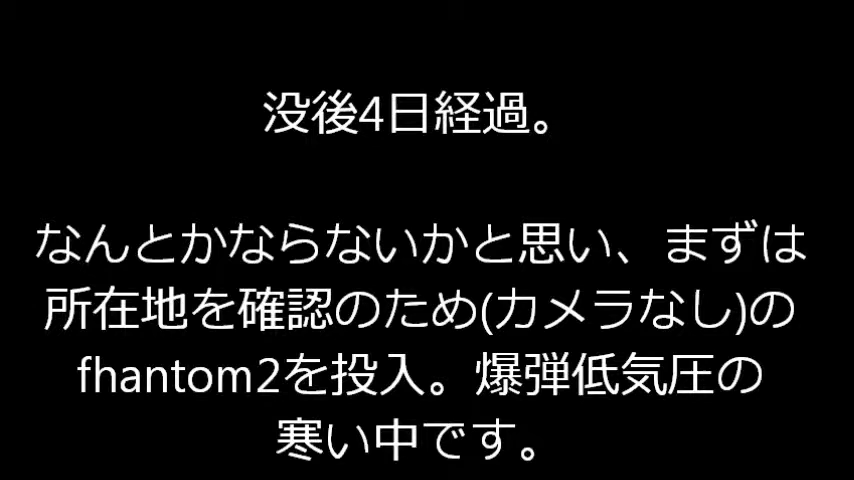 没後4日経過。
なんとかならないかと思い、まずは
所在地を確認のため(カメラなし)の
fhantom2を投入。爆弾低気圧の
寒い中です。